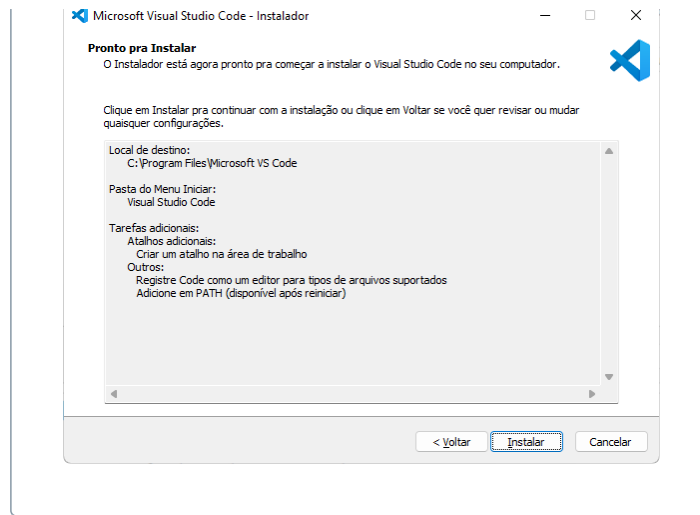 Microsoft Visual Studio Code - Instalador
Pronto pra Instalar
O Instalador está agora pronto pra começar a instalar o Visual Studio Code no seu computador.
Clique em Instalar pra continuar com a instalação ou clique em Voltar se você quer revisar ou mudar
quaisquer configurações.
Local de destino:
C:\Program Files\Microsoft VS Code
Pasta do Menu Iniciar:
Visual Studio Code
Tarefas adicionais:
Atalhos adicionais:
Criar um atalho na área de trabalho
Outros:
Registre Code como um editor para tipos de arquivos suportados
Adicione em PATH (disponível após reiniciar)
< Voltar Instalar Cancelar